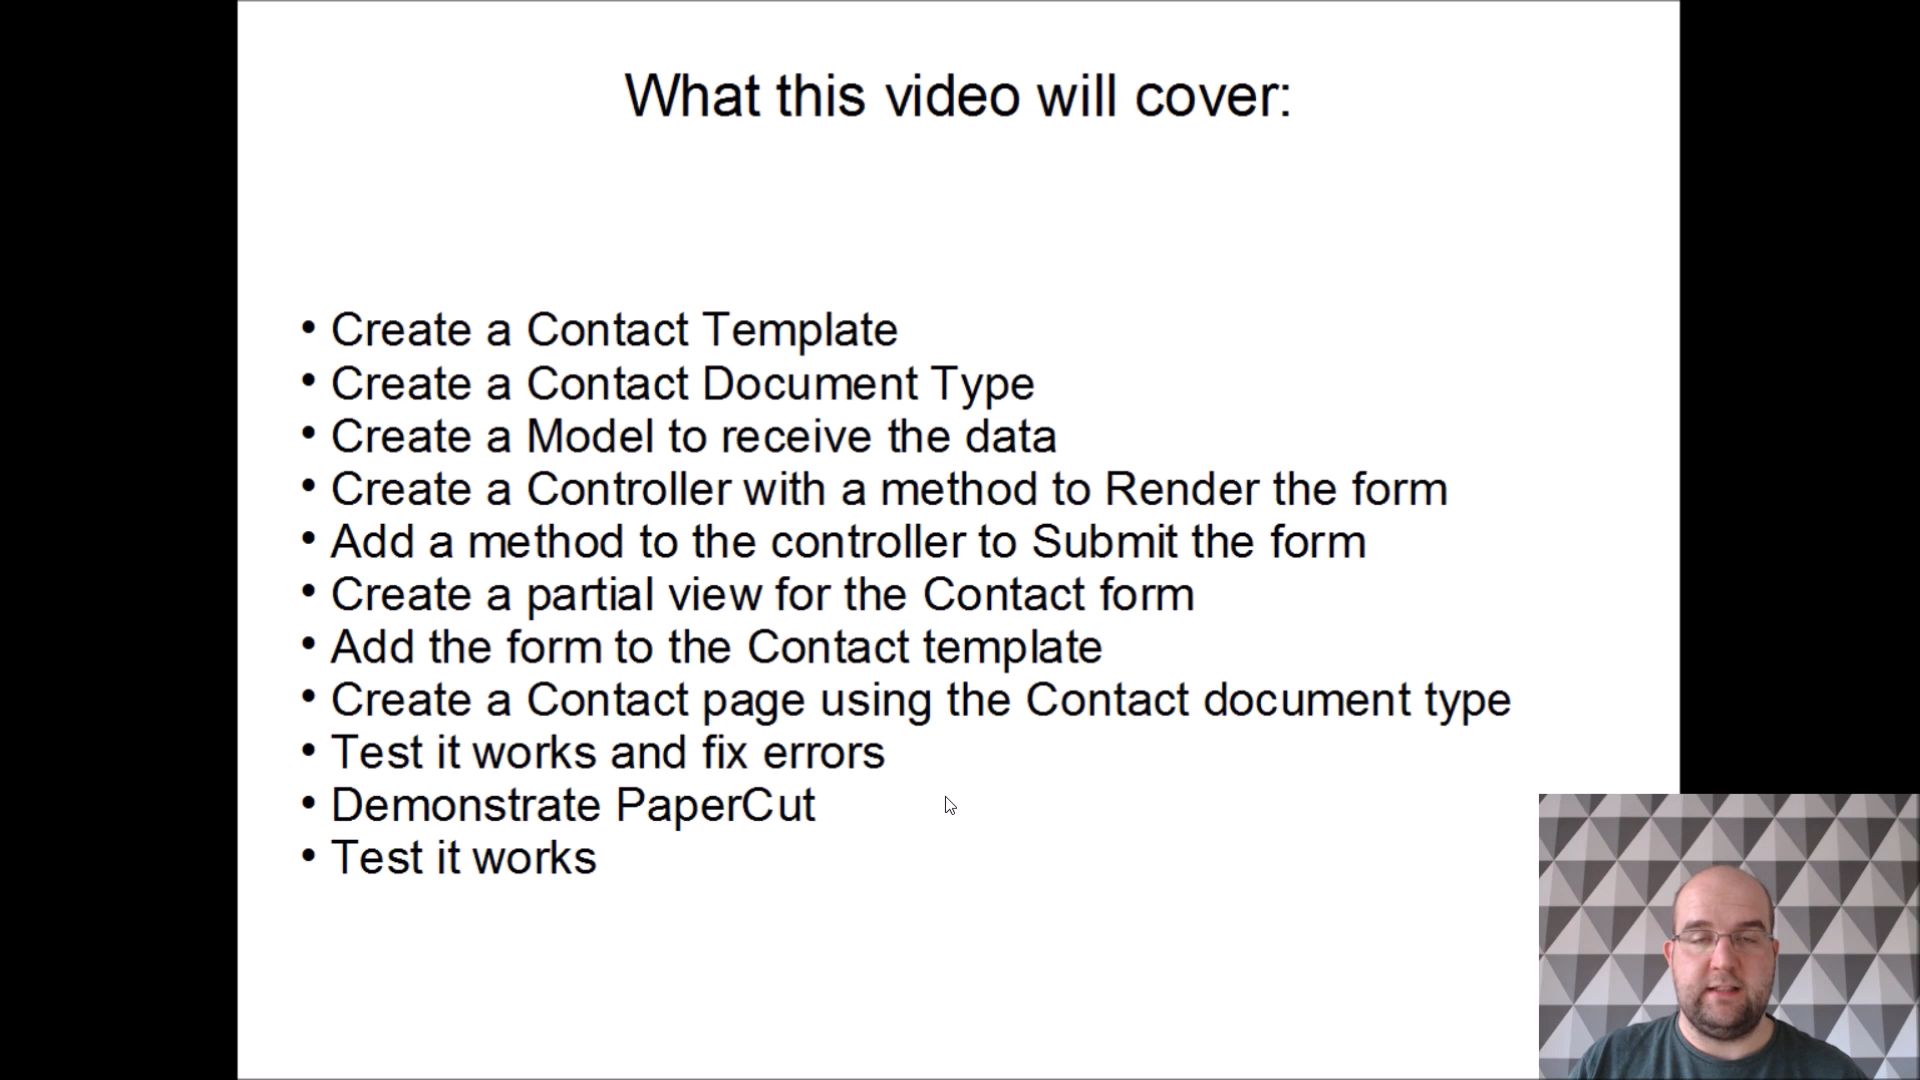 What this video will cover:
• Create a Contact Template
• Create a Contact Document Type
• Create a Model to receive the data
• Create a Controller with a method to Render the form
• Add a method to the controller to Submit the form
• Create a partial view for the Contact form
• Add the form to the Contact template
• Create a Contact page using the Contact document type
• Test it works and fix errors
• Demonstrate PaperCut
• Test it works